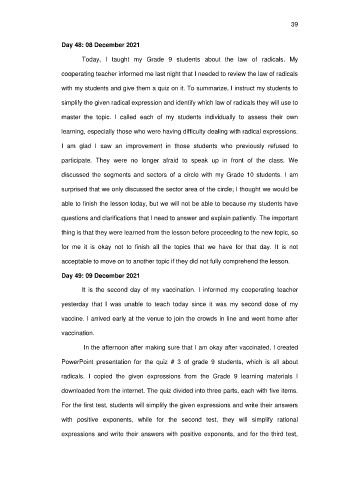 39
Day 48: 08 December 2021
Today, I taught my Grade 9 students about the law of radicals. My
cooperating teacher informed me last night that I needed to review the law of radicals
with my students and give them a quiz on it. To summarize, I instruct my students to
simplify the given radical expression and identify which law of radicals they will use to
master the topic. I called each of my students individually to assess their own
learning, especially those who were having difficulty dealing with radical expressions.
I am glad I saw an improvement in those students who previously refused to
participate. They were no longer afraid to speak up in front of the class. We
discussed the segments and sectors of a circle with my Grade 10 students. I am
surprised that we only discussed the sector area of the circle; I thought we would be
able to finish the lesson today, but we will not be able to because my students have
questions and clarifications that I need to answer and explain patiently. The important
thing is that they were learned from the lesson before proceeding to the new topic, so
for me it is okay not to finish all the topics that we have for that day. It is not
acceptable to move on to another topic if they did not fully comprehend the lesson.
Day 49: 09 December 2021
It is the second day of my vaccination. I informed my cooperating teacher
yesterday that I was unable to teach today since it was my second dose of my
vaccine. I arrived early at the venue to join the crowds in line and went home after
vaccination.
In the afternoon after making sure that I am okay after vaccinated, I created
PowerPoint presentation for the quiz # 3 of grade 9 students, which is all about
radicals. I copied the given expressions from the Grade 9 learning materials I
downloaded from the internet. The quiz divided into three parts, each with five items.
For the first test, students will simplify the given expressions and write their answers
with positive exponents, while for the second test, they will simplify rational
expressions and write their answers with positive exponents, and for the third test,